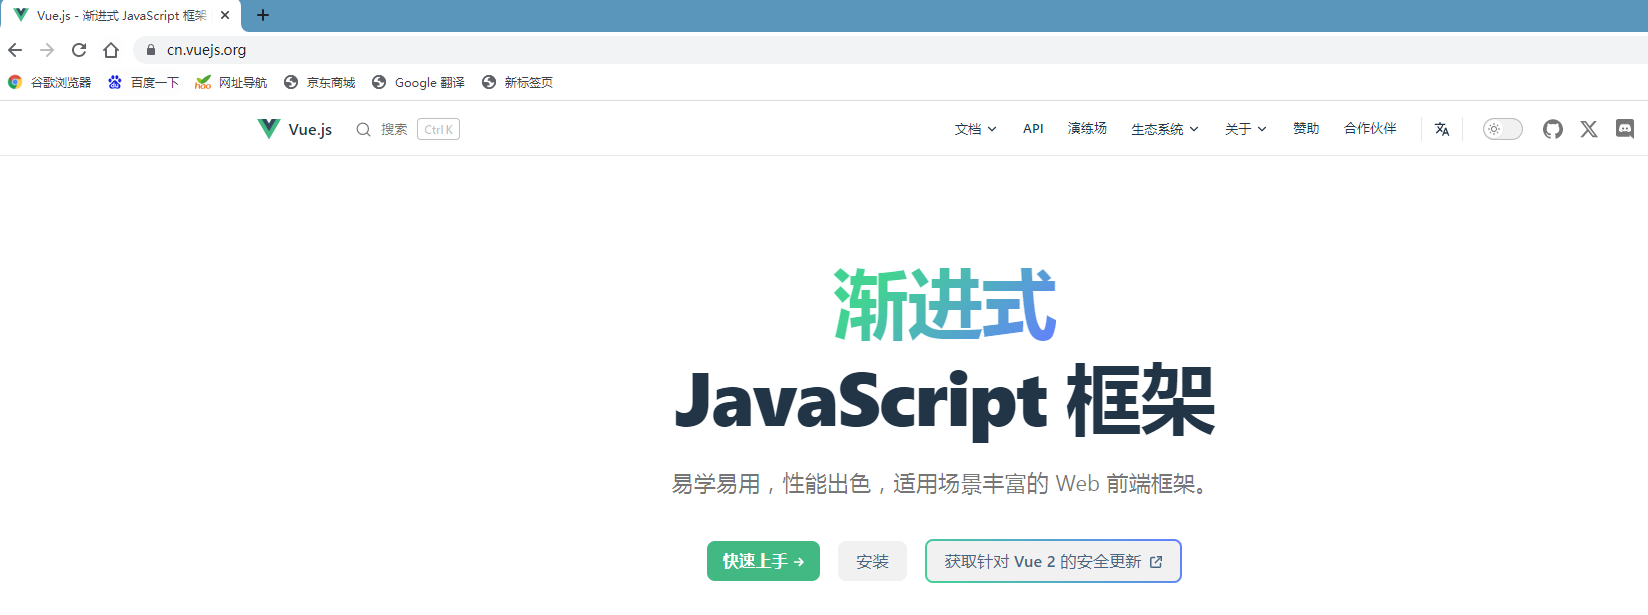 Vue.js - 渐进式 JavaScript 框架
cn.vuejs.org
谷歌浏览器 百度一下 网址导航 京东商城 Google 翻译 新标签页
Vue.js 搜索 Ctrl K 文档 API 演练场 生态系统 关于 赞助 合作伙伴
渐进式
JavaScript 框架
易学易用，性能出色，适用场景丰富的 Web 前端框架。
快速上手 → 安装 获取针对 Vue 2 的安全更新